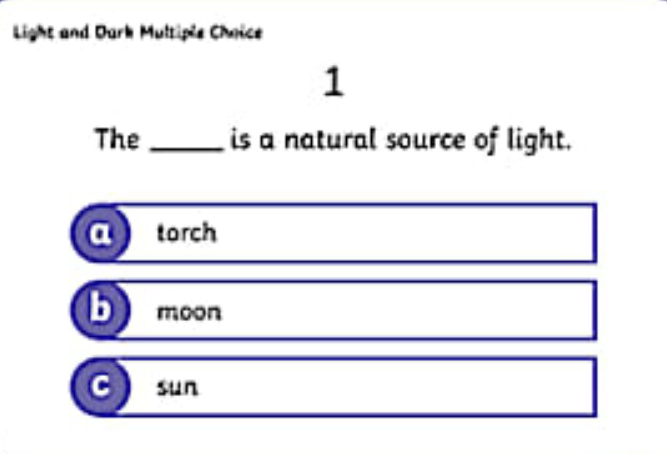 Light and Dark Multiple Choice
1
The _____ is a natural source of light.
a torch
b moon
c sun